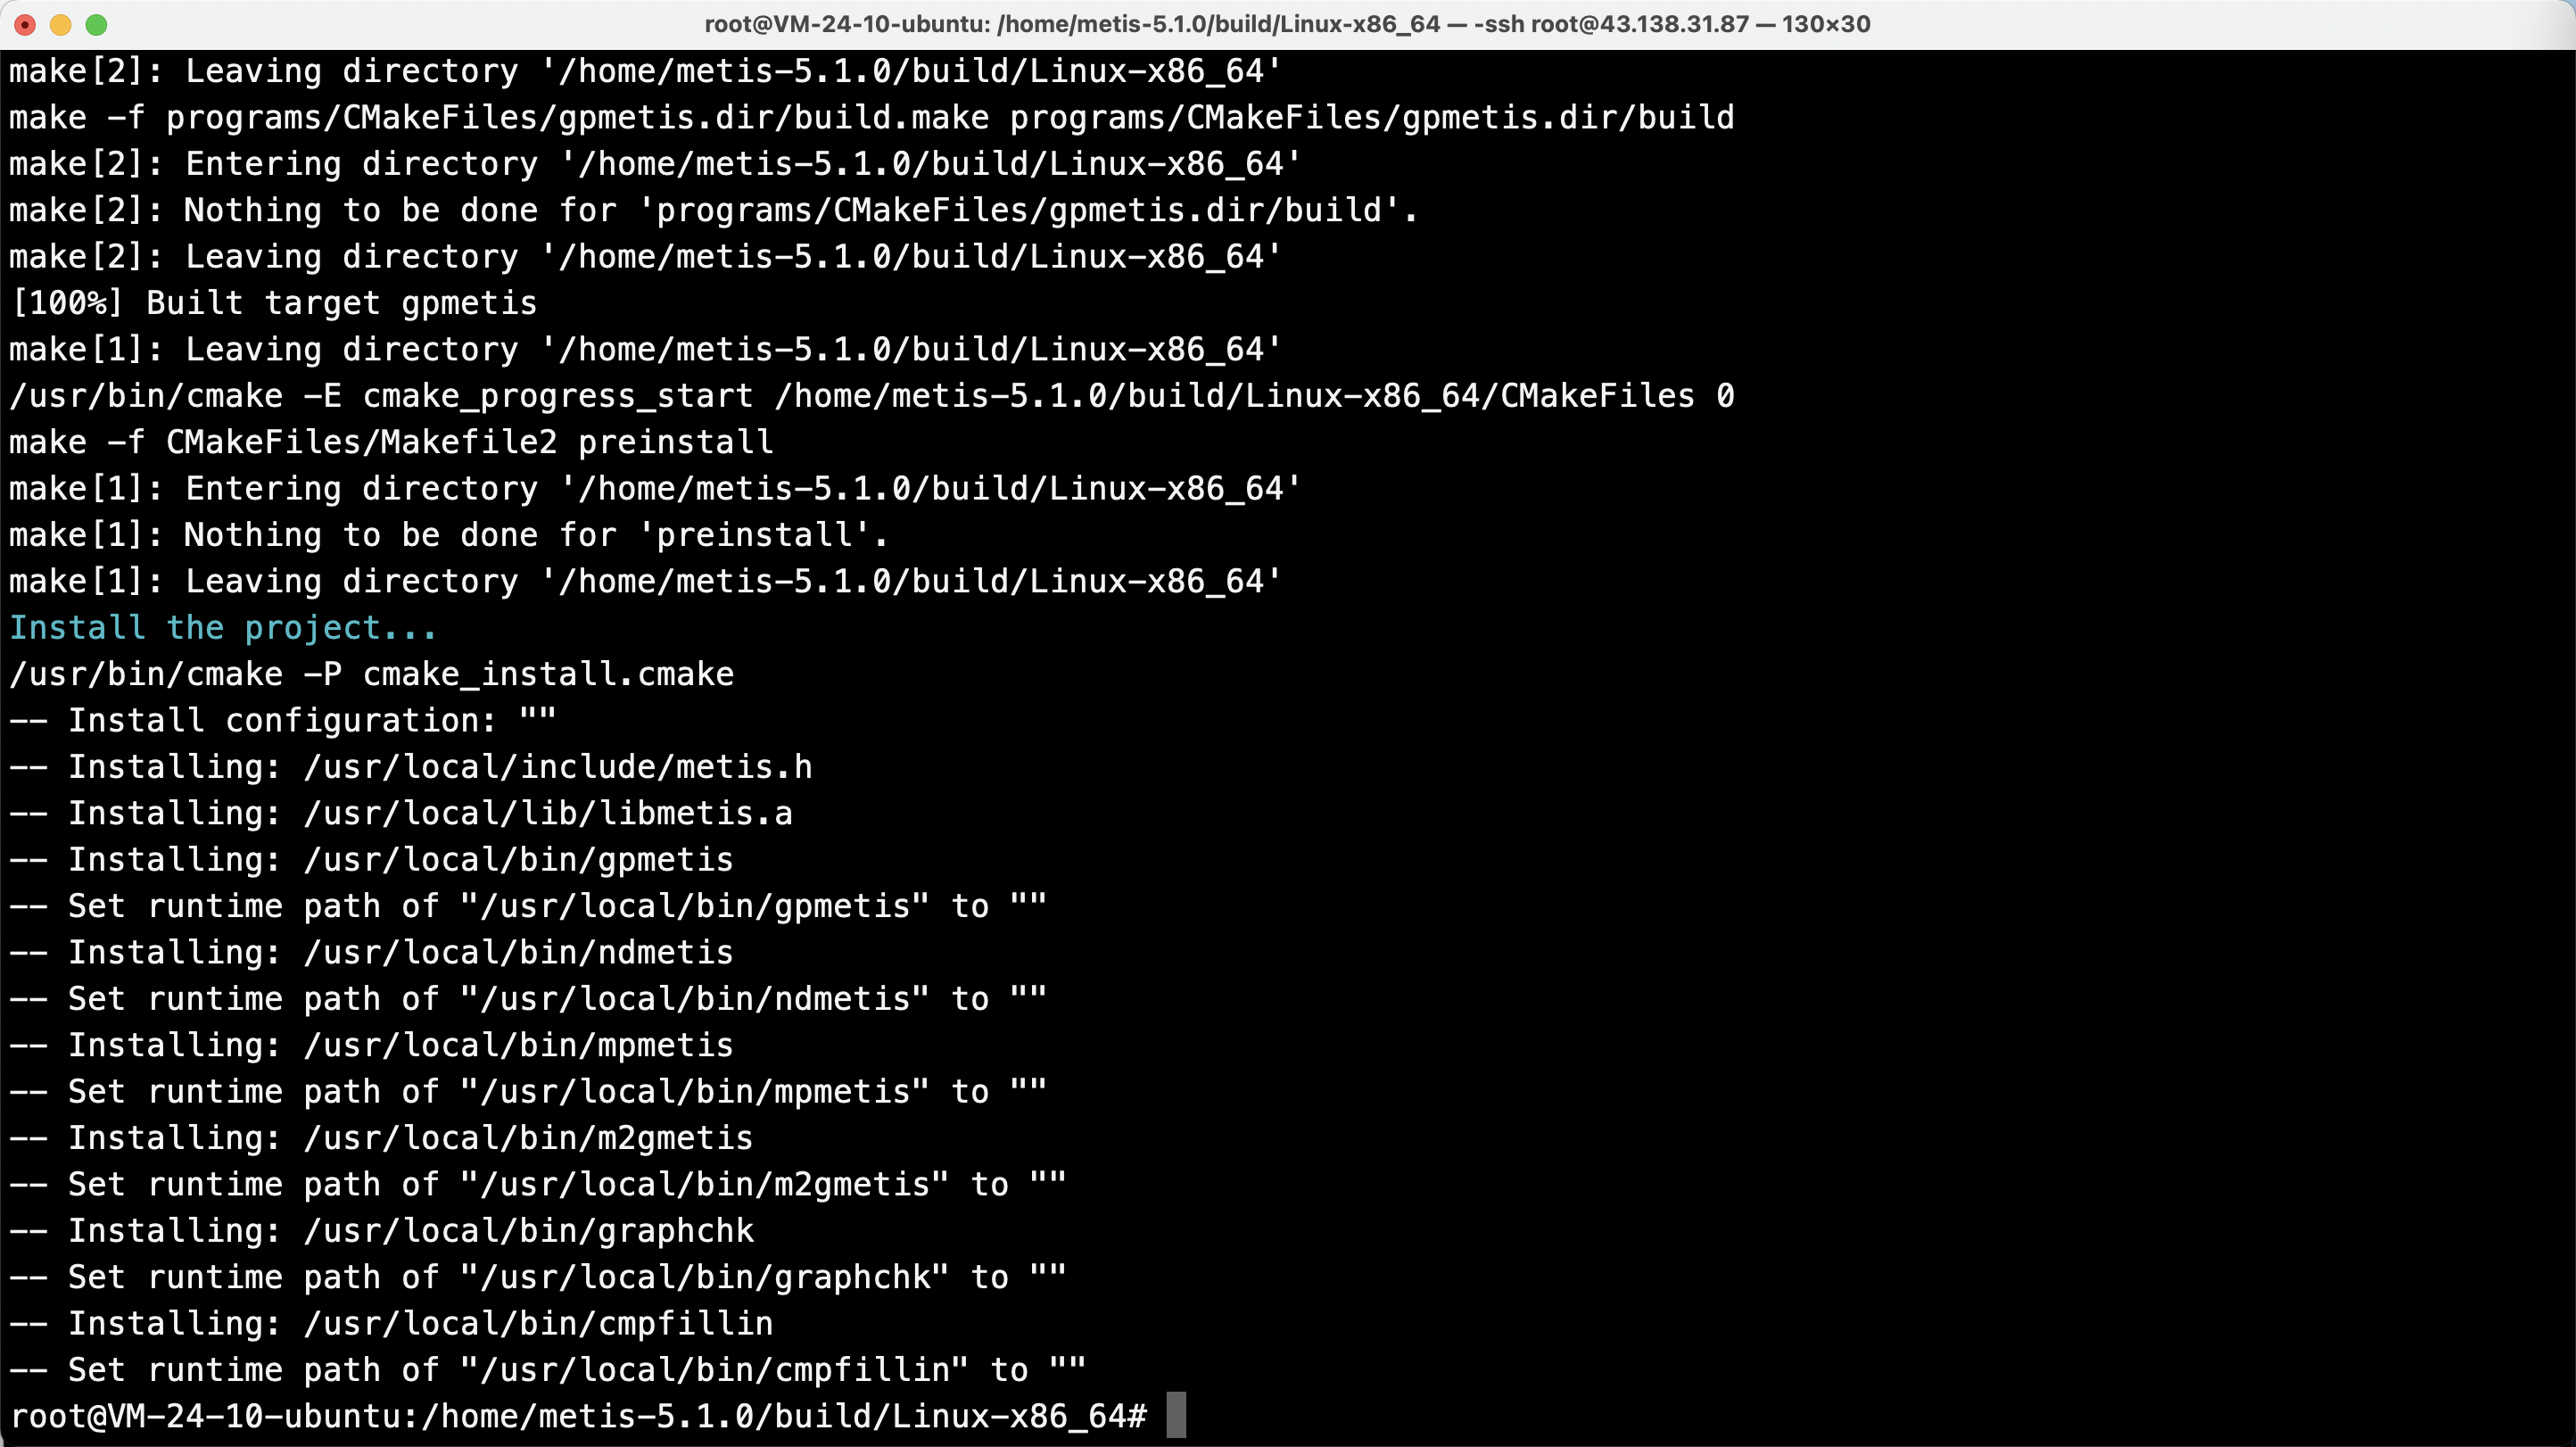 root@VM-24-10-ubuntu: /home/metis-5.1.0/build/Linux-x86_64 — -ssh root@43.138.31.87 — 130×30
make[2]: Leaving directory '/home/metis-5.1.0/build/Linux-x86_64'
make -f programs/CMakeFiles/gpmetis.dir/build.make programs/CMakeFiles/gpmetis.dir/build
make[2]: Entering directory '/home/metis-5.1.0/build/Linux-x86_64'
make[2]: Nothing to be done for 'programs/CMakeFiles/gpmetis.dir/build'.
make[2]: Leaving directory '/home/metis-5.1.0/build/Linux-x86_64'
[100%] Built target gpmetis
make[1]: Leaving directory '/home/metis-5.1.0/build/Linux-x86_64'
/usr/bin/cmake -E cmake_progress_start /home/metis-5.1.0/build/Linux-x86_64/CMakeFiles 0
make -f CMakeFiles/Makefile2 preinstall
make[1]: Entering directory '/home/metis-5.1.0/build/Linux-x86_64'
make[1]: Nothing to be done for 'preinstall'.
make[1]: Leaving directory '/home/metis-5.1.0/build/Linux-x86_64'
Install the project...
/usr/bin/cmake -P cmake_install.cmake
-- Install configuration: ""
-- Installing: /usr/local/include/metis.h
-- Installing: /usr/local/lib/libmetis.a
-- Installing: /usr/local/bin/gpmetis
-- Set runtime path of "/usr/local/bin/gpmetis" to ""
-- Installing: /usr/local/bin/ndmetis
-- Set runtime path of "/usr/local/bin/ndmetis" to ""
-- Installing: /usr/local/bin/mpmetis
-- Set runtime path of "/usr/local/bin/mpmetis" to ""
-- Installing: /usr/local/bin/m2gmetis
-- Set runtime path of "/usr/local/bin/m2gmetis" to ""
-- Installing: /usr/local/bin/graphchk
-- Set runtime path of "/usr/local/bin/graphchk" to ""
-- Installing: /usr/local/bin/cmpfillin
-- Set runtime path of "/usr/local/bin/cmpfillin" to ""
root@VM-24-10-ubuntu:/home/metis-5.1.0/build/Linux-x86_64#